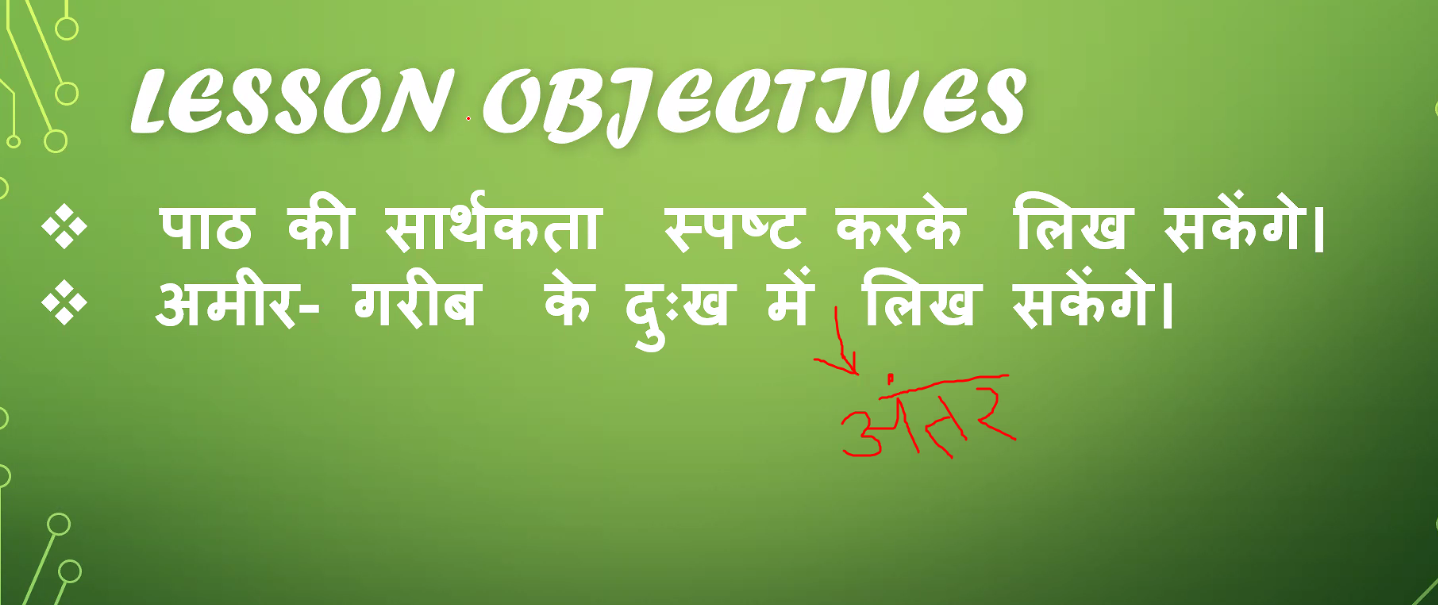 LESSON OBJECTIVES
❖ पाठ की सार्थकता स्पष्ट करके लिख सकेंगे।
❖ अमीर- गरीब के दुःख में लिख सकेंगे।
अंतर